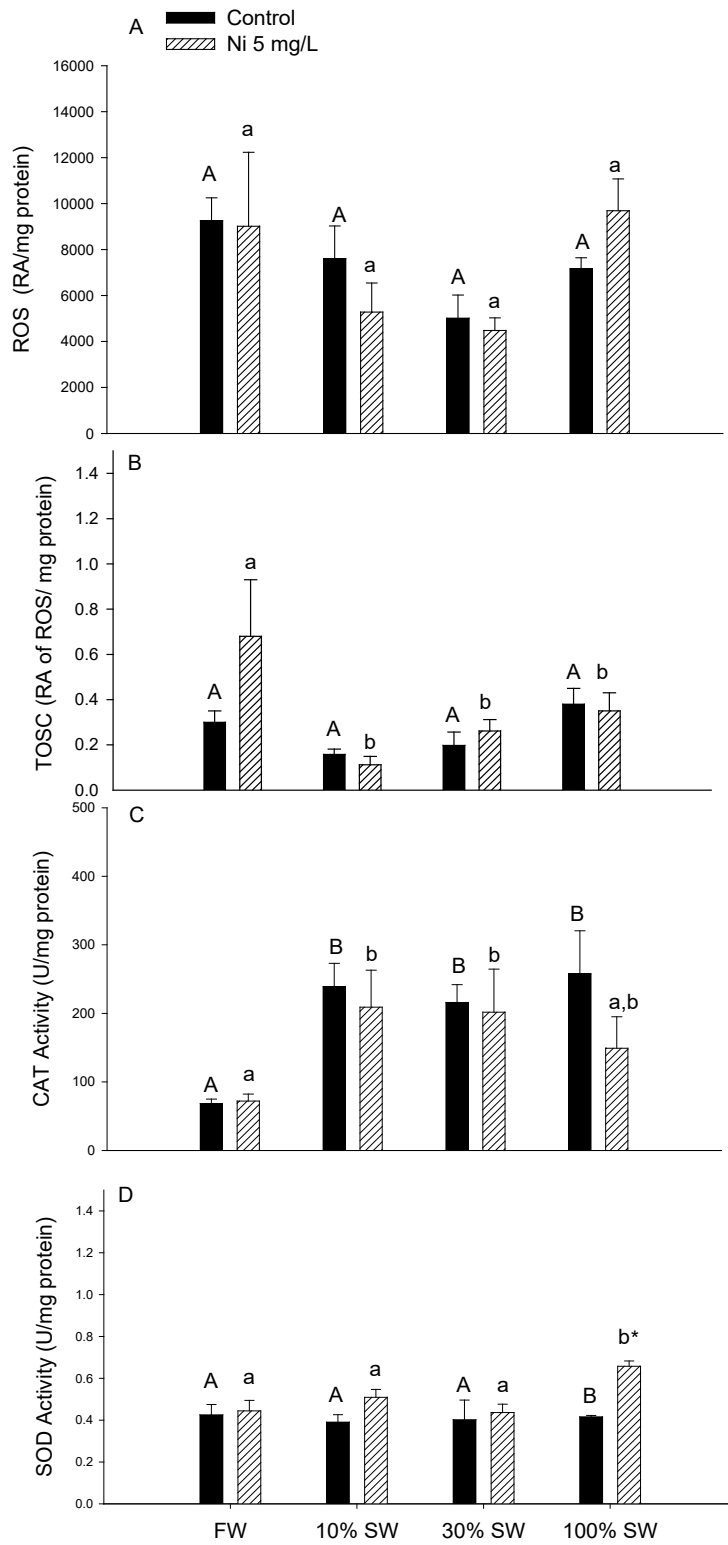 A
Control
Ni 5 mg/L
ROS (RA/mg protein)
16000
14000
12000
10000
8000
6000
4000
2000
0
A a A a A a A a
B
TOSC (RA of ROS/ mg protein)
1.4
1.2
1.0
0.8
0.6
0.4
0.2
0.0
A a A b A b A b
C
CAT Activity (U/mg protein)
500
400
300
200
100
0
A a B b B b B a,b
D
SOD Activity (U/mg protein)
1.4
1.2
1.0
0.8
0.6
0.4
0.2
0.0
A a A a A a B b*
FW 10% SW 30% SW 100% SW